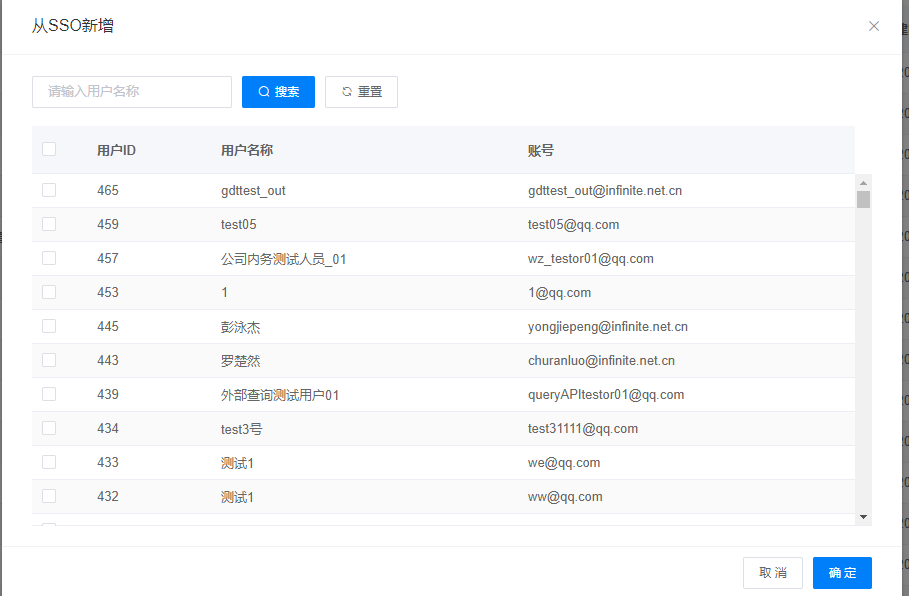 从SSO新增
请输入用户名称 搜索 重置
用户ID 用户名称 账号
465 gdttest_out gdttest_out@infinite.net.cn
459 test05 test05@qq.com
457 公司内务测试人员_01 wz_testor01@qq.com
453 1 1@qq.com
445 彭泳杰 yongjiepeng@infinite.net.cn
443 罗楚然 churanluo@infinite.net.cn
439 外部查询测试用户01 queryAPItestor01@qq.com
434 test3号 test31111@qq.com
433 测试1 we@qq.com
432 测试1 ww@qq.com
取消 确定